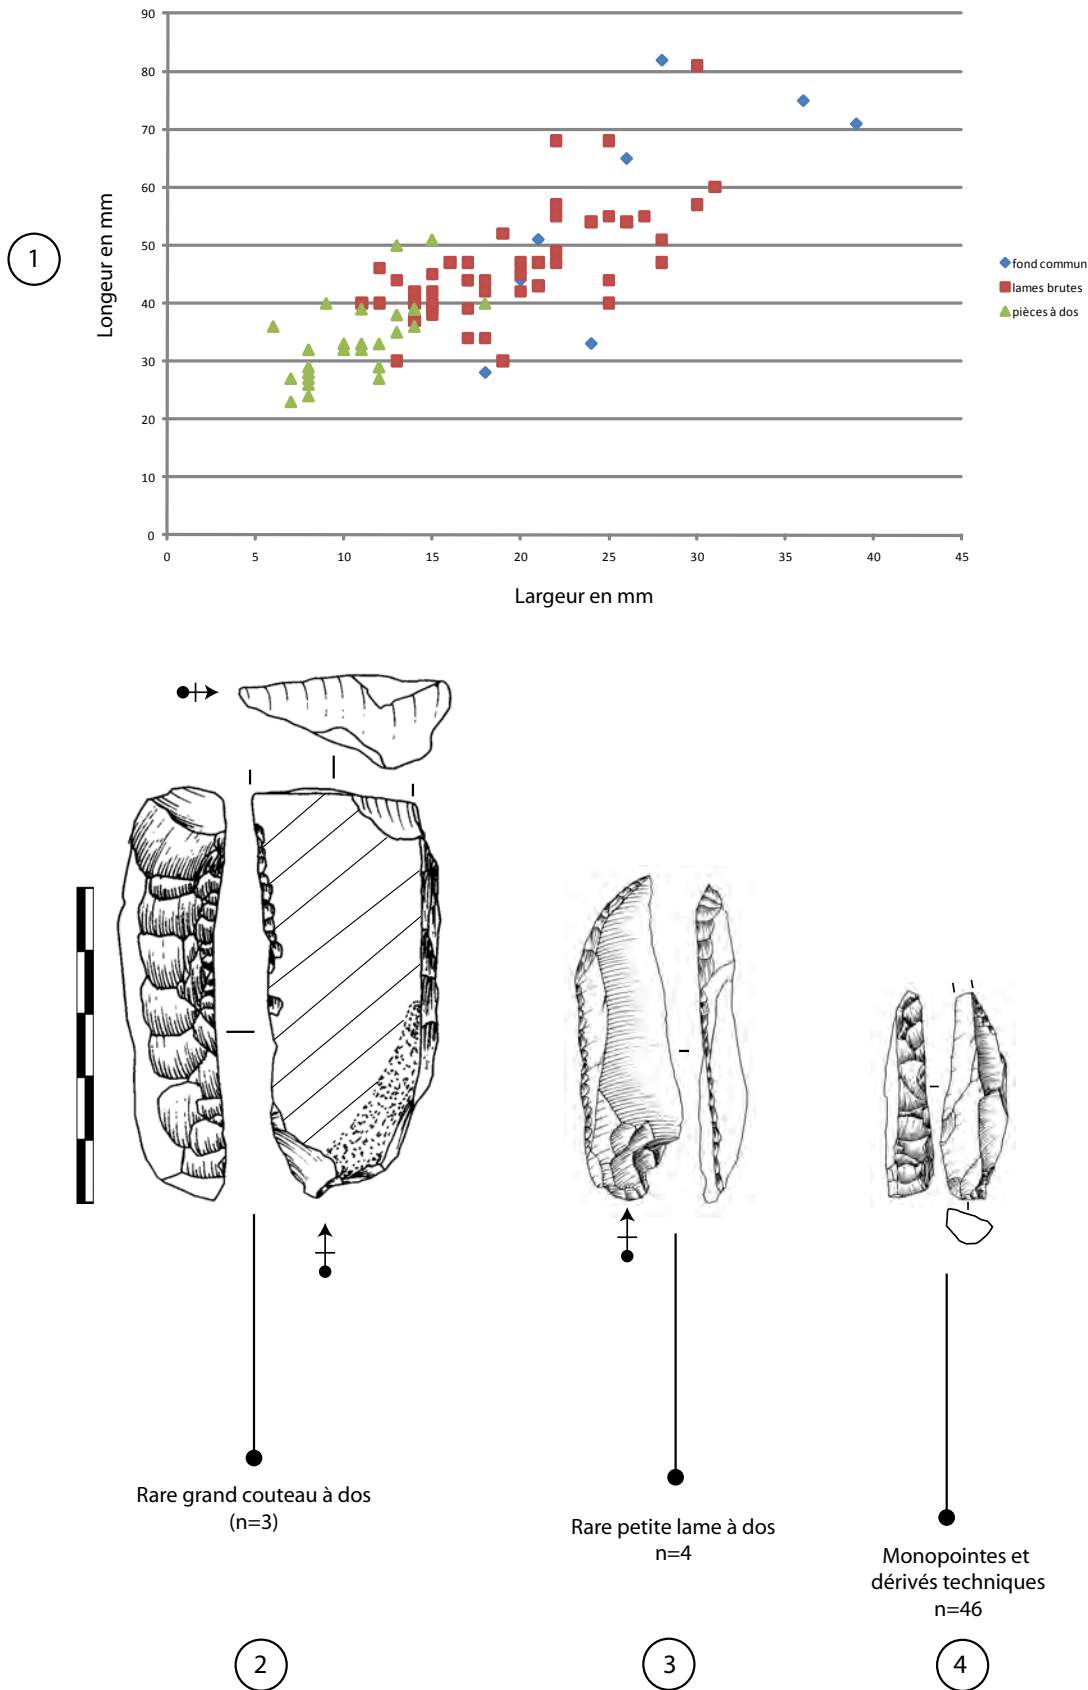 90
80
70
60
50
40
30
20
10
0
0 5 10 15 20 25 30 35 40 45
Longeur en mm
Largeur en mm
fond commun
lames brutes
pièces à dos
1
Rare grand couteau à dos
(n=3)
Rare petite lame à dos
n=4
Monopointes et
dérivés techniques
n=46
2
3
4